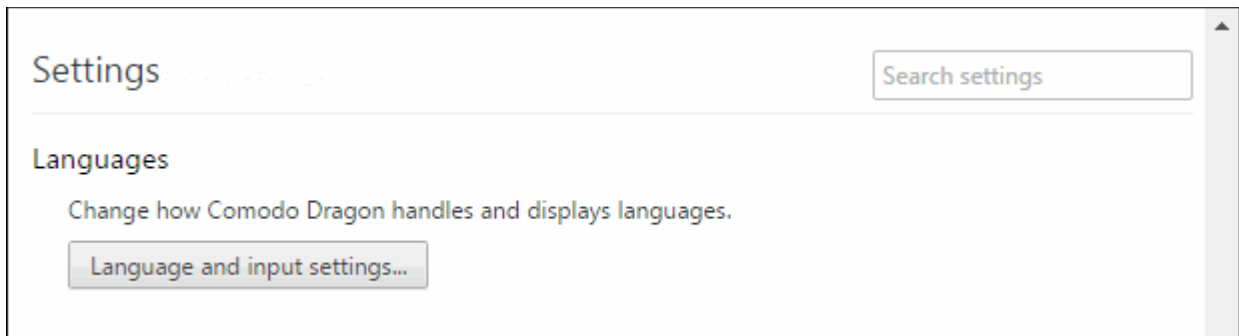 Settings
Search settings
Languages
Change how Comodo Dragon handles and displays languages.
Language and input settings...